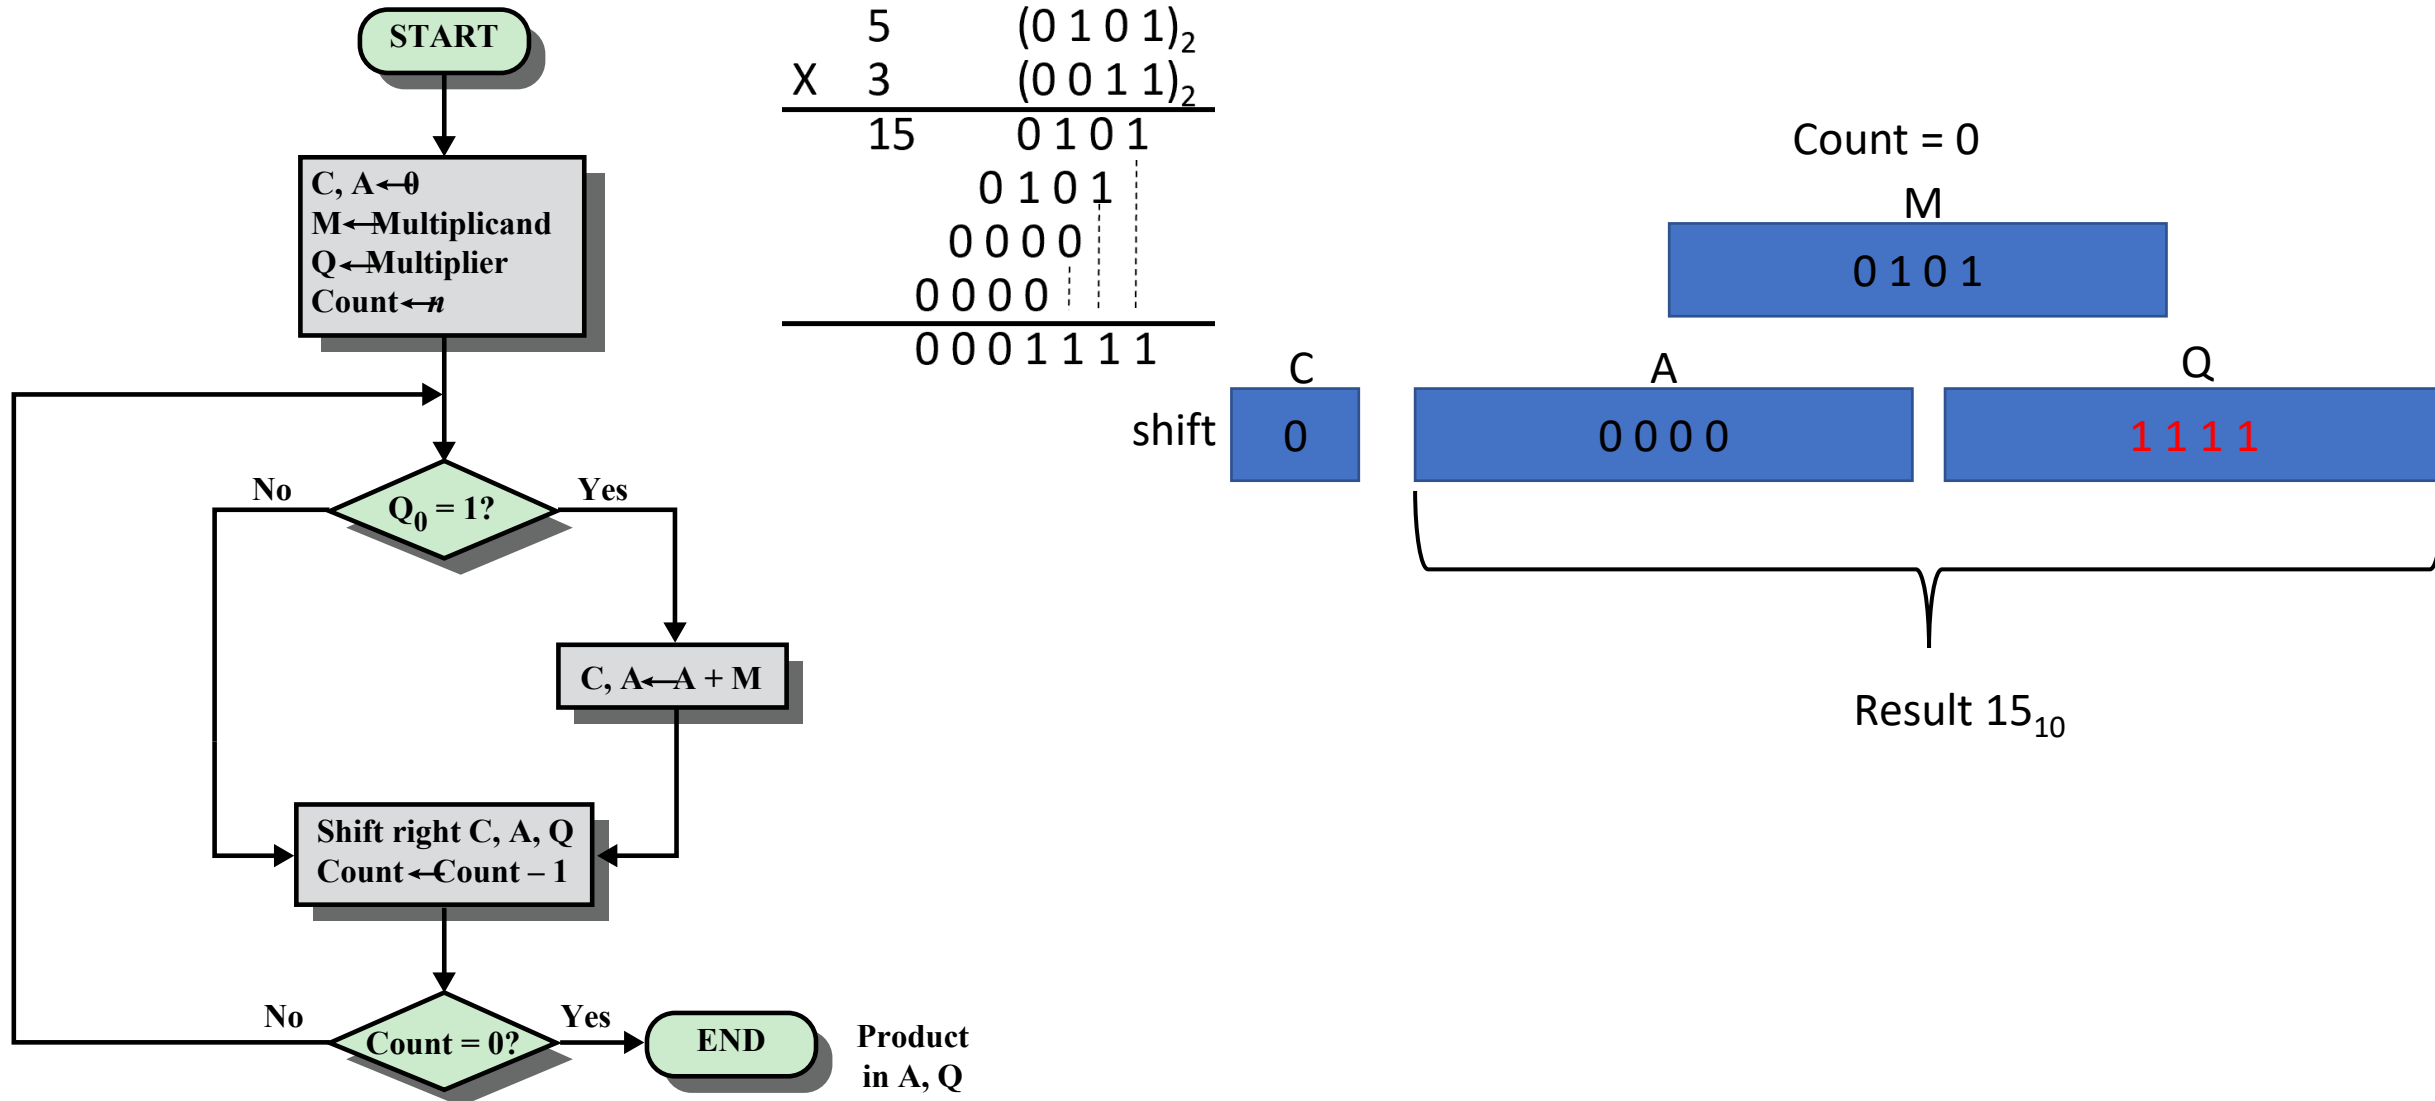 START
C, A←0
M←Multiplicand
Q←Multiplier
Count←n
No
Q₀ = 1?
Yes
C, A←A + M
Shift right C, A, Q
Count←Count – 1
No
Count = 0?
Yes
END
Product
in A, Q
5 (0 1 0 1)₂
X 3 (0 0 1 1)₂
15 0 1 0 1
0 1 0 1
0 0 0 0
0 0 0 0
0 0 0 1 1 1 1
Count = 0
M
0 1 0 1
C A Q
shift 0 0 0 0 0 1 1 1 1
Result 15₁₀